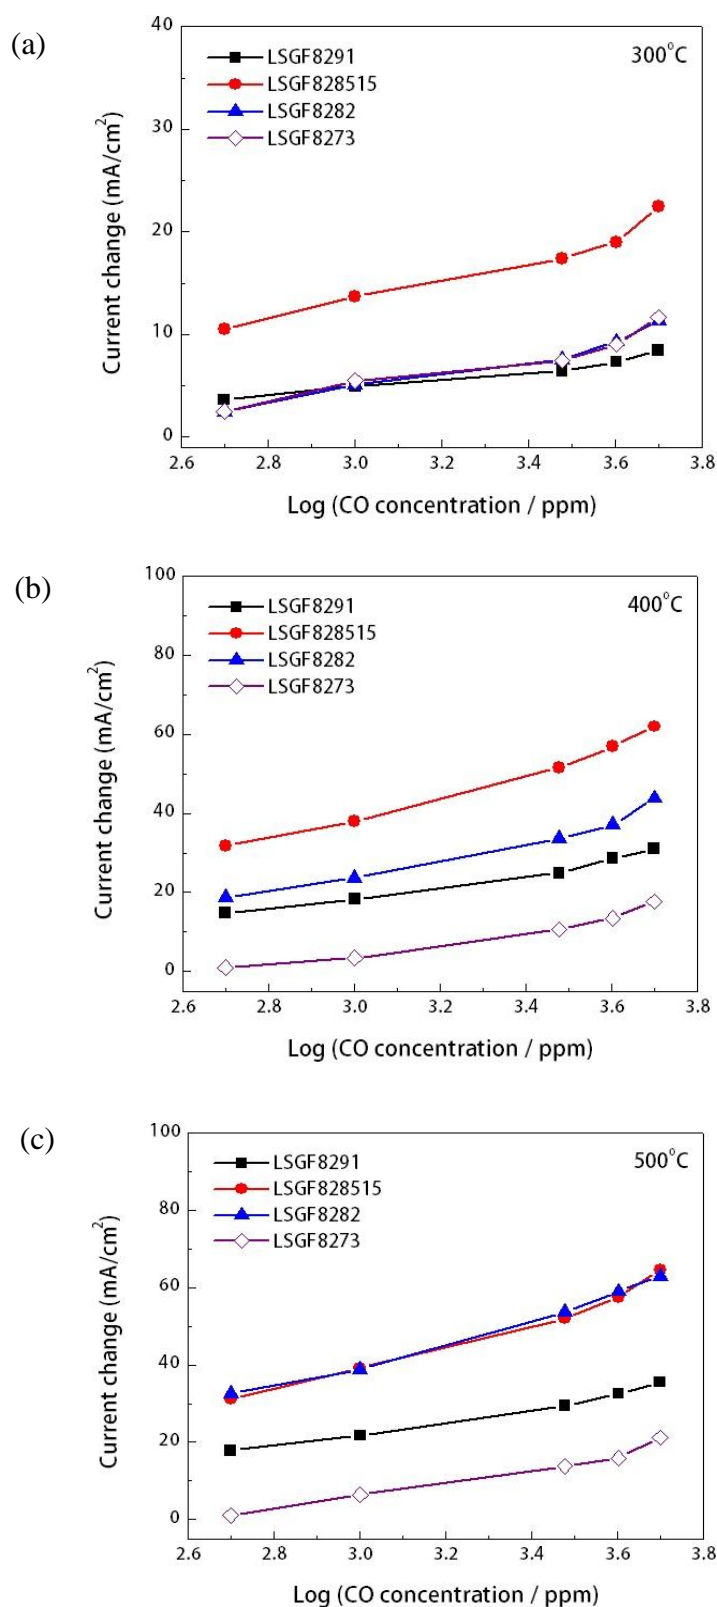 (a)
40
30
20
10
0
Current change (mA/cm²)
LSGF8291
LSGF828515
LSGF8282
LSGF8273
300°C
2.6 2.8 3.0 3.2 3.4 3.6 3.8
Log (CO concentration / ppm)
(b)
100
80
60
40
20
0
Current change (mA/cm²)
LSGF8291
LSGF828515
LSGF8282
LSGF8273
400°C
2.6 2.8 3.0 3.2 3.4 3.6 3.8
Log (CO concentration / ppm)
(c)
100
80
60
40
20
0
Current change (mA/cm²)
LSGF8291
LSGF828515
LSGF8282
LSGF8273
500°C
2.6 2.8 3.0 3.2 3.4 3.6 3.8
Log (CO concentration / ppm)